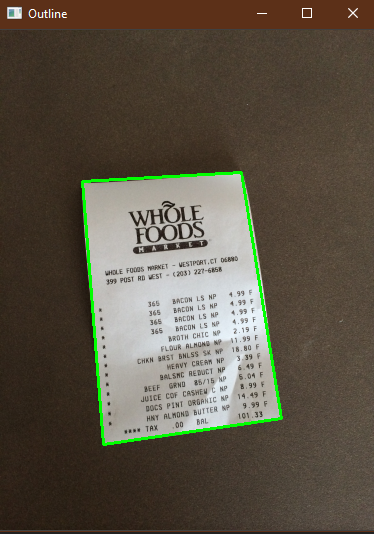 Outline
WHOLE
FOODS
MARKET
WHOLE FOODS MARKET - WESTPORT,CT 06880
399 POST RD WEST - (203) 227-6858
365 BACON LS NP 4.99 F
365 BACON LS NP 4.99 F
365 BACON LS NP 4.99 F
365 BACON LS NP 4.99 F
BROTH CHIC NP 2.19 F
FLOUR ALMOND NP 11.99 F
CHKN BRST BNLSS SK NP 18.80 F
HEAVY CREAM NP 3.39 F
BALSMC REDUCT NP 6.49 F
BEEF GRND 85/15 NP 5.04 F
JUICE COF CASHEW C NP 8.99 F
DOCS PINT ORGANIC NP 14.49 F
HNY ALMOND BUTTER NP 9.99 F
**** TAX .00 BAL 101.33